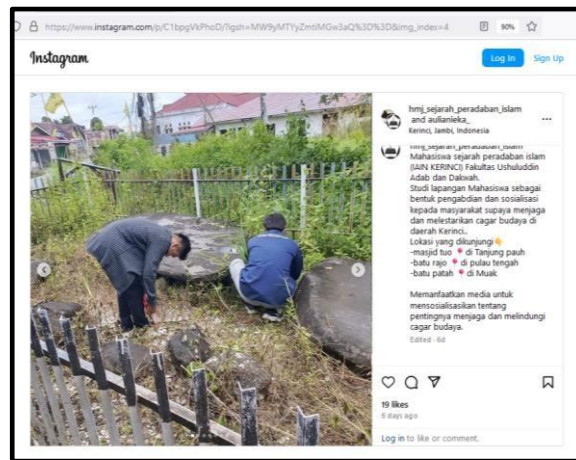 https://www.instagram.com/p/C1bpgVkPhoD/?igsh=MW9yMTYyZmtiMGw3aQ%3D%3D&img_index=4
90%
Instagram
Log In
Sign Up
hmj_sejarah_peradaban_islam
and aulianieka_
Kerinci, Jambi, Indonesia
hmj_sejarah_peradaban_islam
Mahasiswa sejarah peradaban islam
(IAIN KERINCI) Fakultas Ushuluddin
Adab dan Dakwah.
Studi lapangan Mahasiswa sebagai
bentuk pengabdian dan sosialisasi
kepada masyarakat supaya menjaga
dan melestarikan cagar budaya di
daerah Kerinci..
Lokasi yang dikunjungi👇
-masjid tuo 📍 di Tanjung pauh
-batu rajo 📍 di pulau tengah
-batu patah 📍 di Muak
Memanfaatkan media untuk
mensosialisasikan tentang
pentingnya menjaga dan melindungi
cagar budaya.
Edited · 6d
19 likes
6 days ago
Log in to like or comment.